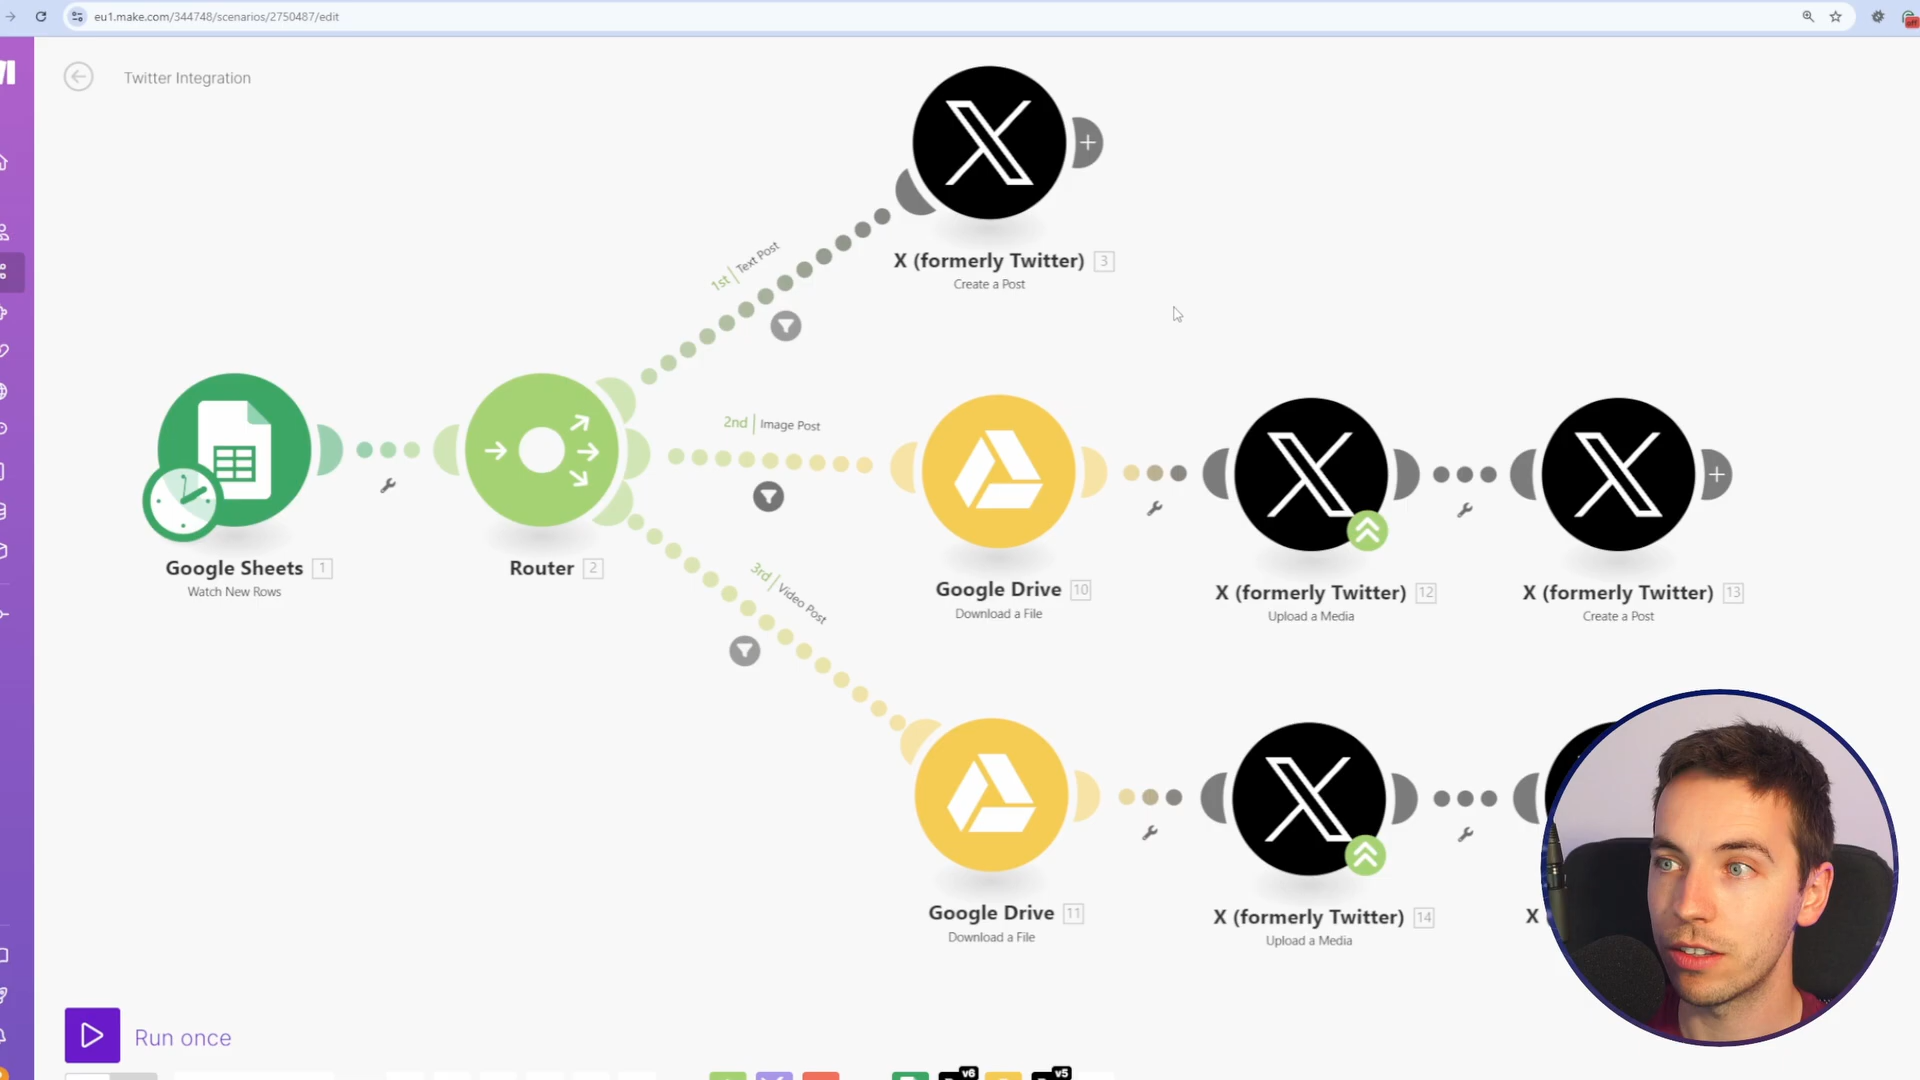 eu1.make.com/344748/scenarios/2750487/edit
Twitter Integration
X (formerly Twitter) 3
Create a Post
1st | Text Post
2nd | Image Post
3rd | Video Post
Google Sheets 1
Watch New Rows
Router 2
Google Drive 10
Download a File
X (formerly Twitter) 12
Upload a Media
X (formerly Twitter) 13
Create a Post
Google Drive 11
Download a File
X (formerly Twitter) 14
Upload a Media
X
Run once
v6
v5